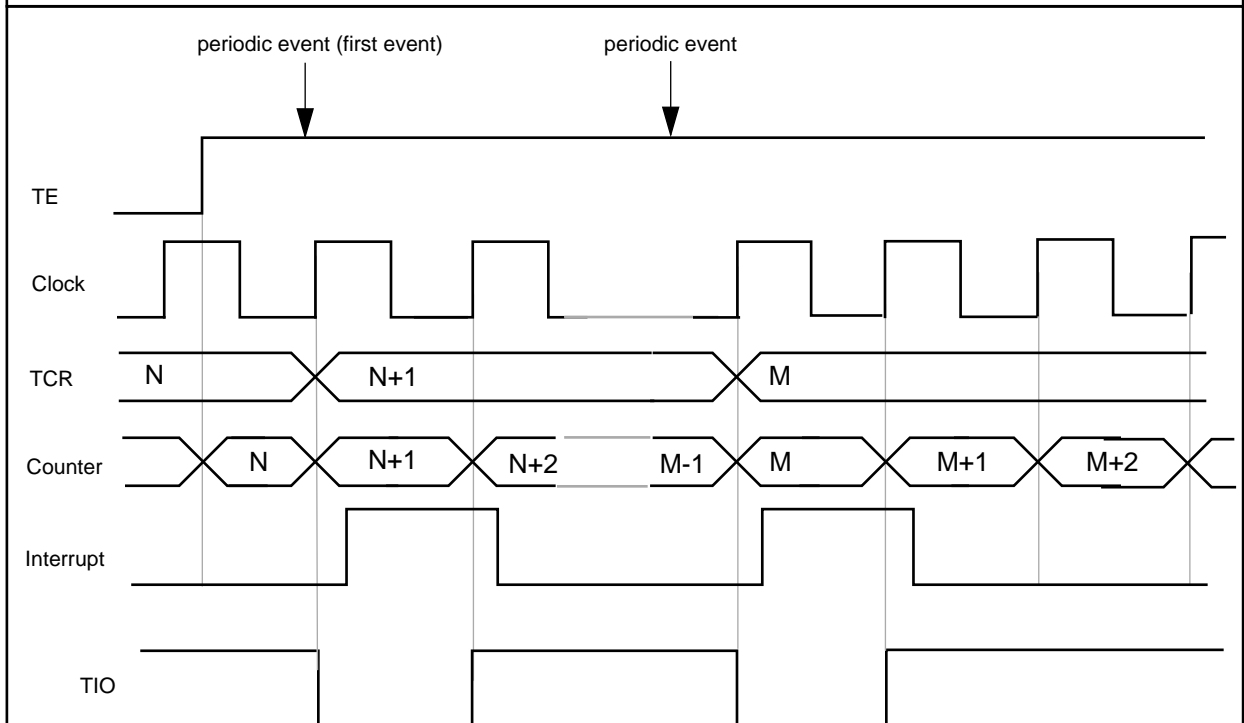 periodic event (first event) periodic event
TE
Clock
TCR N N+1 M
Counter N N+1 N+2 M-1 M M+1 M+2
Interrupt
TIO